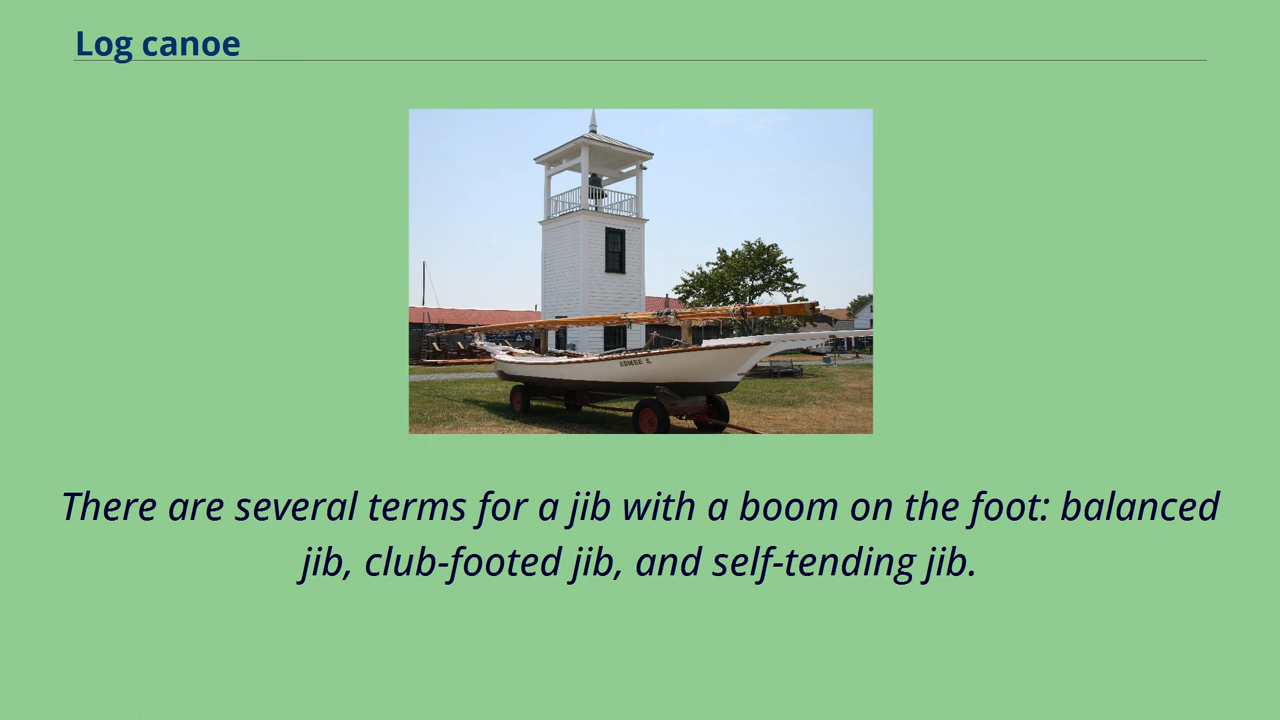 Log canoe
There are several terms for a jib with a boom on the foot: balanced
jib, club-footed jib, and self-tending jib.